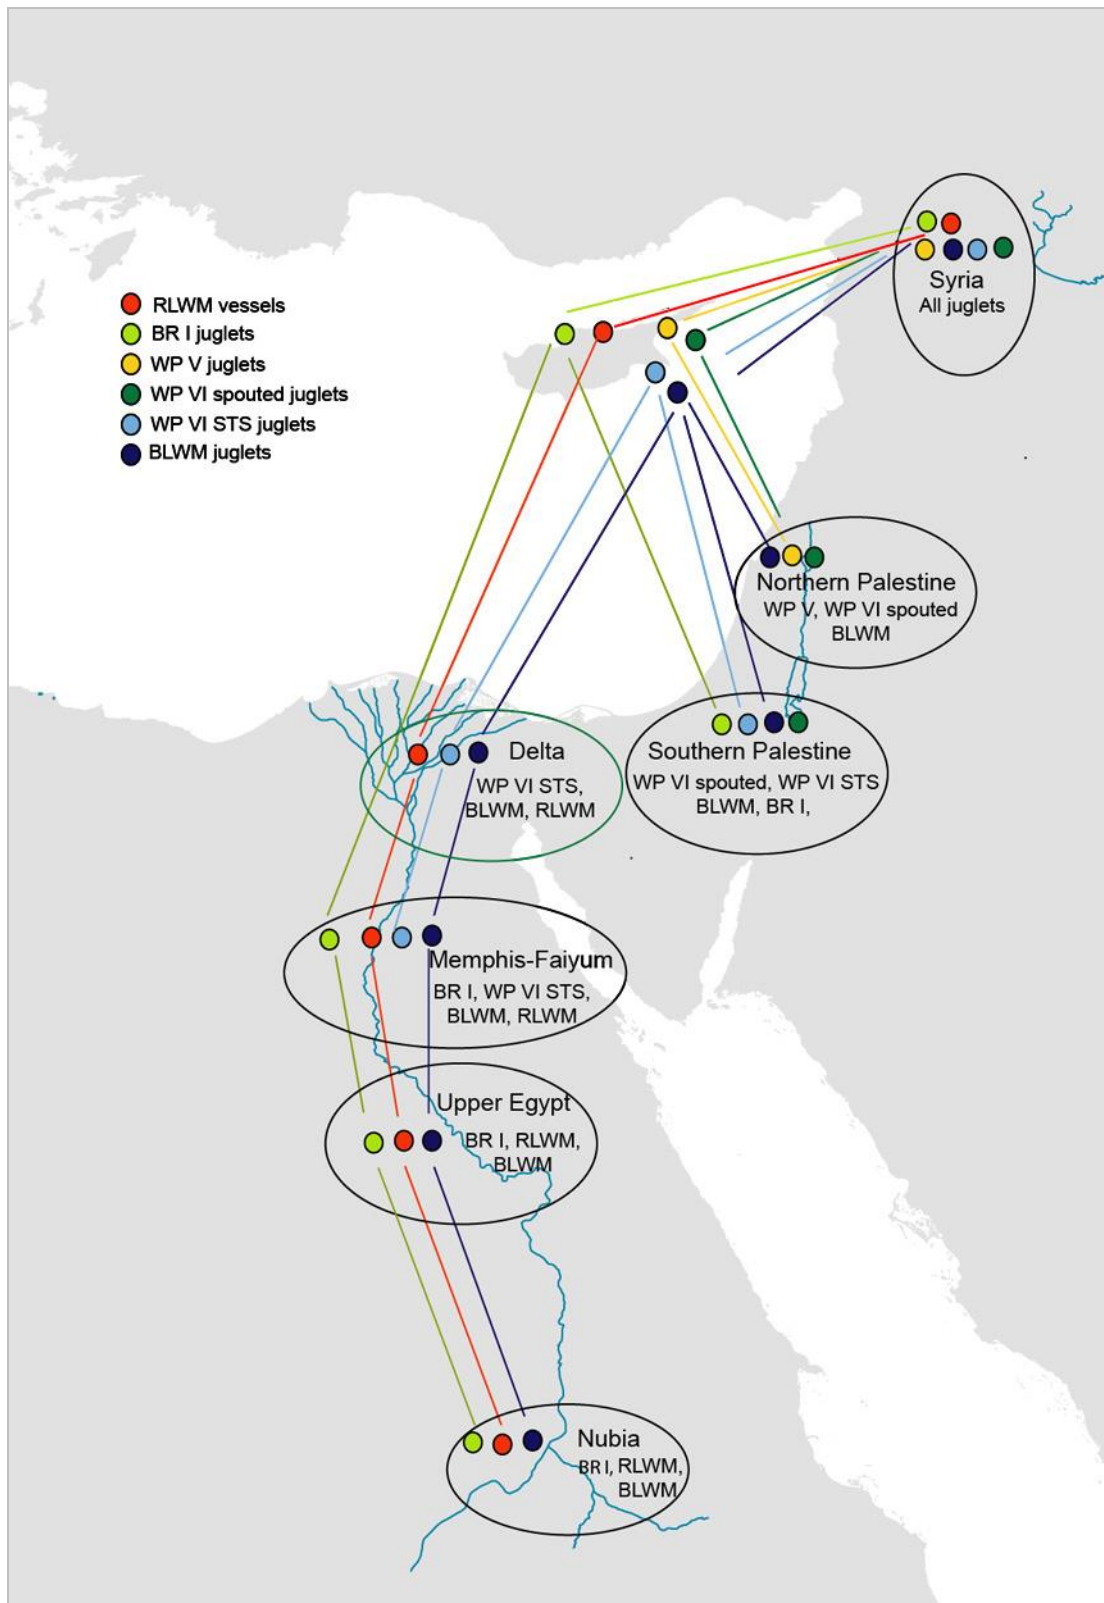 RLWM vessels
BR I juglets
WP V juglets
WP VI spouted juglets
WP VI STS juglets
BLWM juglets
Syria
All juglets
Northern Palestine
WP V, WP VI spouted
BLWM
Southern Palestine
WP VI spouted, WP VI STS
BLWM, BR I,
Delta
WP VI STS,
BLWM, RLWM
Memphis-Faiyum
BR I, WP VI STS,
BLWM, RLWM
Upper Egypt
BR I, RLWM,
BLWM
Nubia
BR I, RLWM,
BLWM